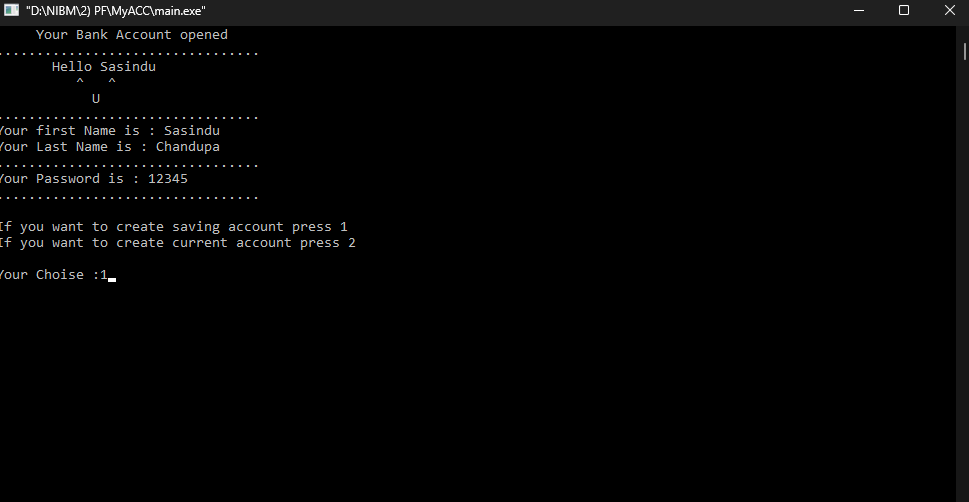 "D:\NIBM\2) PF\MyACC\main.exe"
Your Bank Account opened
.................................
Hello Sasindu
^   ^
U
.................................
Your first Name is : Sasindu
Your Last Name is : Chandupa
.................................
Your Password is : 12345
.................................
If you want to create saving account press 1
If you want to create current account press 2
Your Choise :1